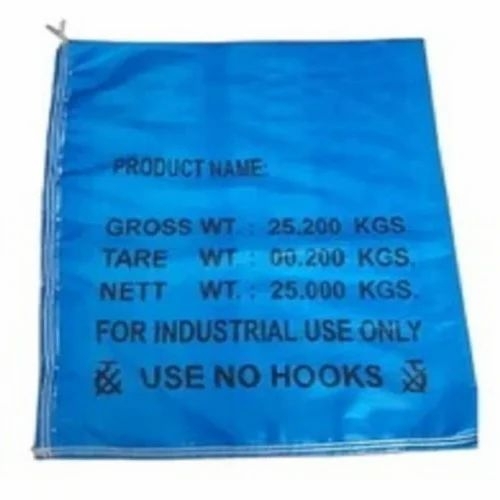 PRODUCT NAME:
GROSS WT. : 25.200 KGS.
TARE WT. : 00.200 KGS.
NETT WT. : 25.000 KGS.
FOR INDUSTRIAL USE ONLY
USE NO HOOKS